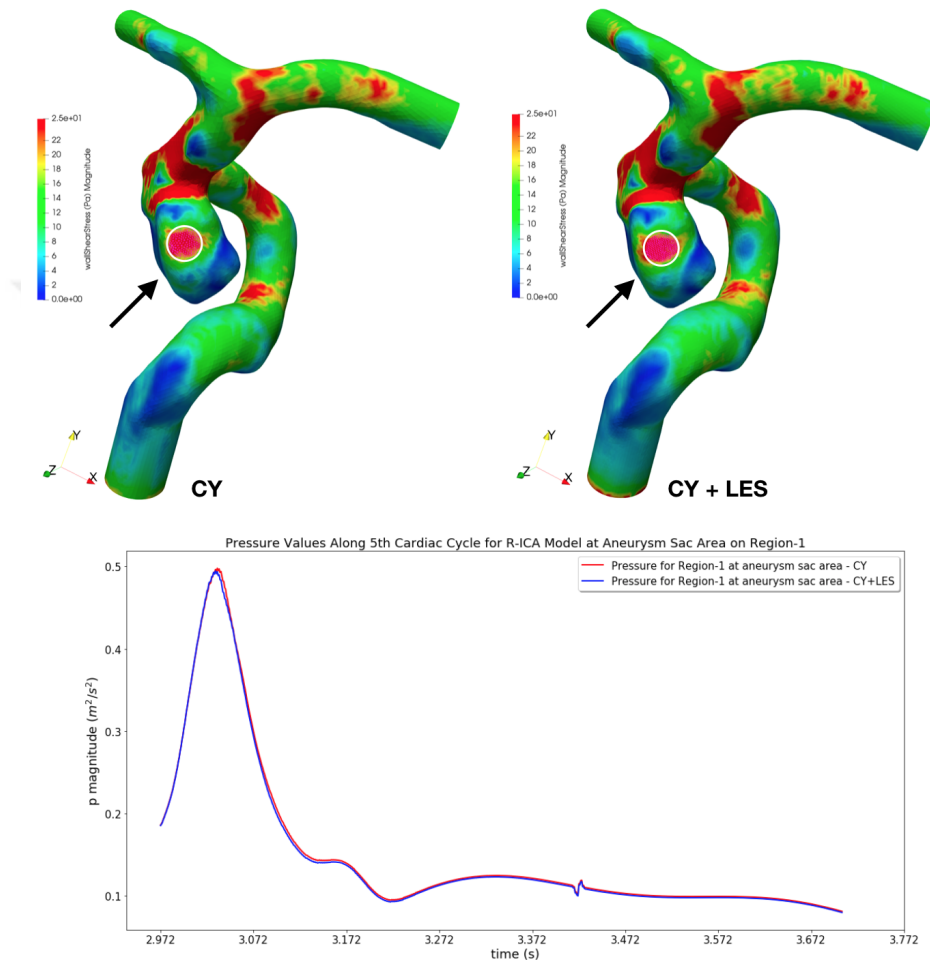 2.5e+01
22
20
18
16
14
12
10
8
6
4
2
0.0e+00
wallShearStress (Pa) Magnitude
Y
Z
X
CY
2.5e+01
22
20
18
16
14
12
10
8
6
4
2
0.0e+00
wallShearStress (Pa) Magnitude
Y
Z
X
CY + LES
Pressure Values Along 5th Cardiac Cycle for R-ICA Model at Aneurysm Sac Area on Region-1
Pressure for Region-1 at aneurysm sac area - CY
Pressure for Region-1 at aneurysm sac area - CY+LES
p magnitude (m²/s²)
0.5
0.4
0.3
0.2
0.1
2.972 3.072 3.172 3.272 3.372 3.472 3.572 3.672 3.772
time (s)